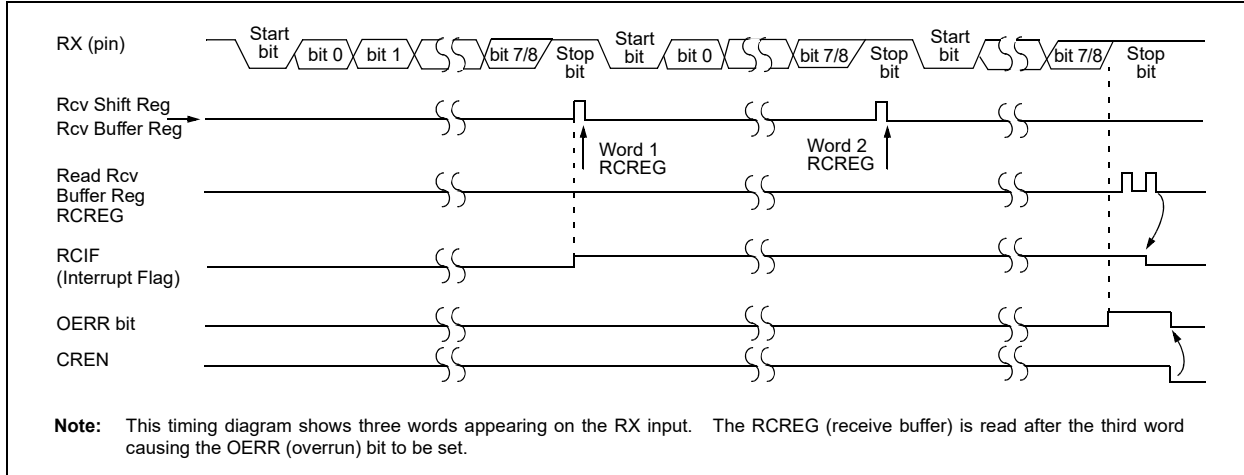 RX (pin)
Start bit
bit 0
bit 1
bit 7/8
Stop bit
Start bit
bit 0
bit 7/8
Stop bit
Start bit
bit 7/8
Stop bit
Rcv Shift Reg
Rcv Buffer Reg
Word 1
RCREG
Word 2
RCREG
Read Rcv
Buffer Reg
RCREG
RCIF
(Interrupt Flag)
OERR bit
CREN
Note: This timing diagram shows three words appearing on the RX input. The RCREG (receive buffer) is read after the third word
causing the OERR (overrun) bit to be set.